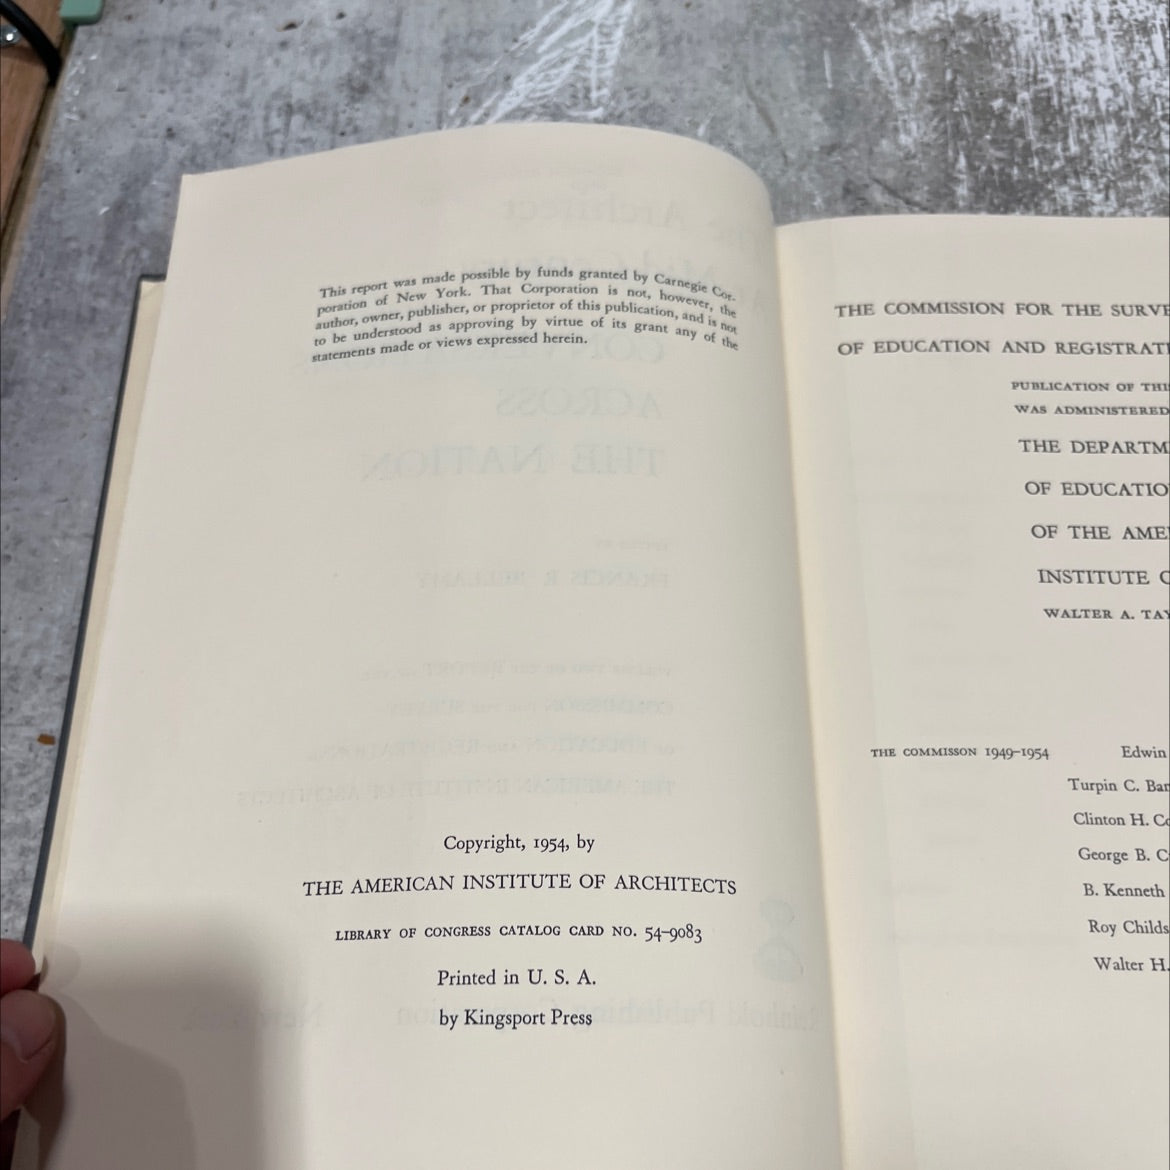 This report was made possible by funds granted by Carnegie Cor-
poration of New York. That Corporation is not, however, the
author, owner, publisher, or proprietor of this publication, and is not
to be understood as approving by virtue of its grant any of the
statements made or views expressed herein.
Copyright, 1954, by
THE AMERICAN INSTITUTE OF ARCHITECTS
LIBRARY OF CONGRESS CATALOG CARD NO. 54-9083
Printed in U. S. A.
by Kingsport Press
THE COMMISSION FOR THE SURVE
OF EDUCATION AND REGISTRATI
PUBLICATION OF THI
WAS ADMINISTERED
THE DEPARTM
OF EDUCATIO
OF THE AME
INSTITUTE
WALTER A. TAY
THE COMMISSON 1949–1954 Edwin
Turpin C. Bar
Clinton H. Co
George B. C
B. Kenneth
Roy Childs
Walter H.